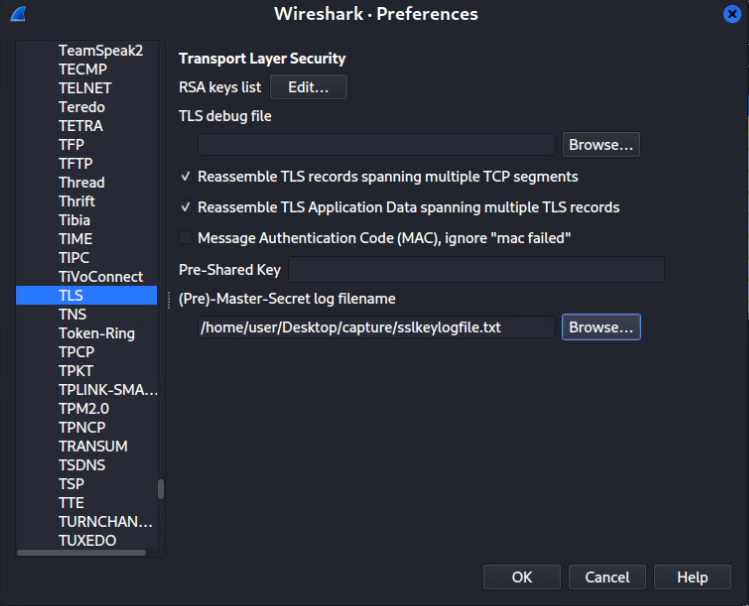 Wireshark · Preferences
TeamSpeak2
TECMP
TELNET
Teredo
TETRA
TFP
TFTP
Thread
Thrift
Tibia
TIME
TIPC
TiVoConnect
TLS
TNS
Token-Ring
TPCP
TPKT
TPLINK-SMA...
TPM2.0
TPNCP
TRANSUM
TSDNS
TSP
TTE
TURNCHAN...
TUXEDO
Transport Layer Security
RSA keys list Edit...
TLS debug file
Browse...
Reassemble TLS records spanning multiple TCP segments
Reassemble TLS Application Data spanning multiple TLS records
Message Authentication Code (MAC), ignore "mac failed"
Pre-Shared Key
(Pre)-Master-Secret log filename
/home/user/Desktop/capture/sslkeylogfile.txt Browse...
OK Cancel Help